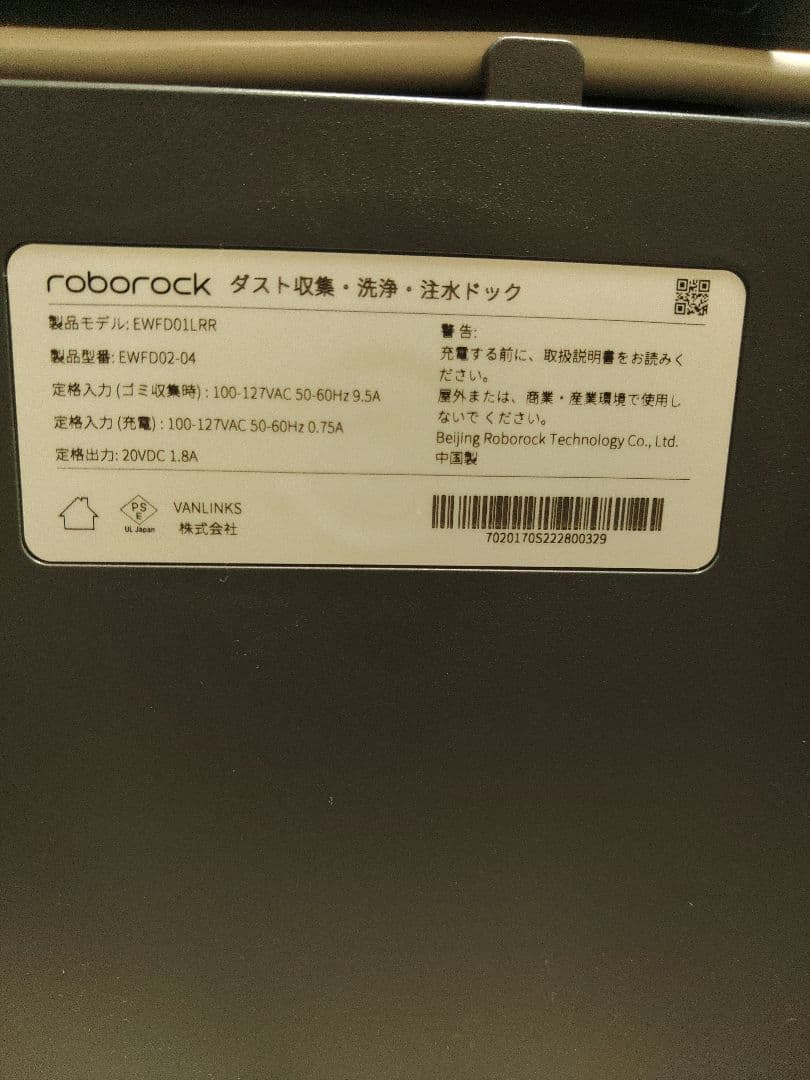 roborock ダスト収集・洗浄・注水ドック
製品モデル: EWFD01LRR
製品型番: EWFD02-04
定格入力 (ゴミ収集時) : 100-127VAC 50-60Hz 9.5A
定格入力 (充電) : 100-127VAC 50-60Hz 0.75A
定格出力: 20VDC 1.8A
警告:
充電する前に、取扱説明書をお読みく
ださい。
屋外または、商業・産業環境で使用し
ないでください。
Beijing Roborock Technology Co., Ltd.
中国製
PS
E
UL Japan
VANLINKS
株式会社
7020170S222800329